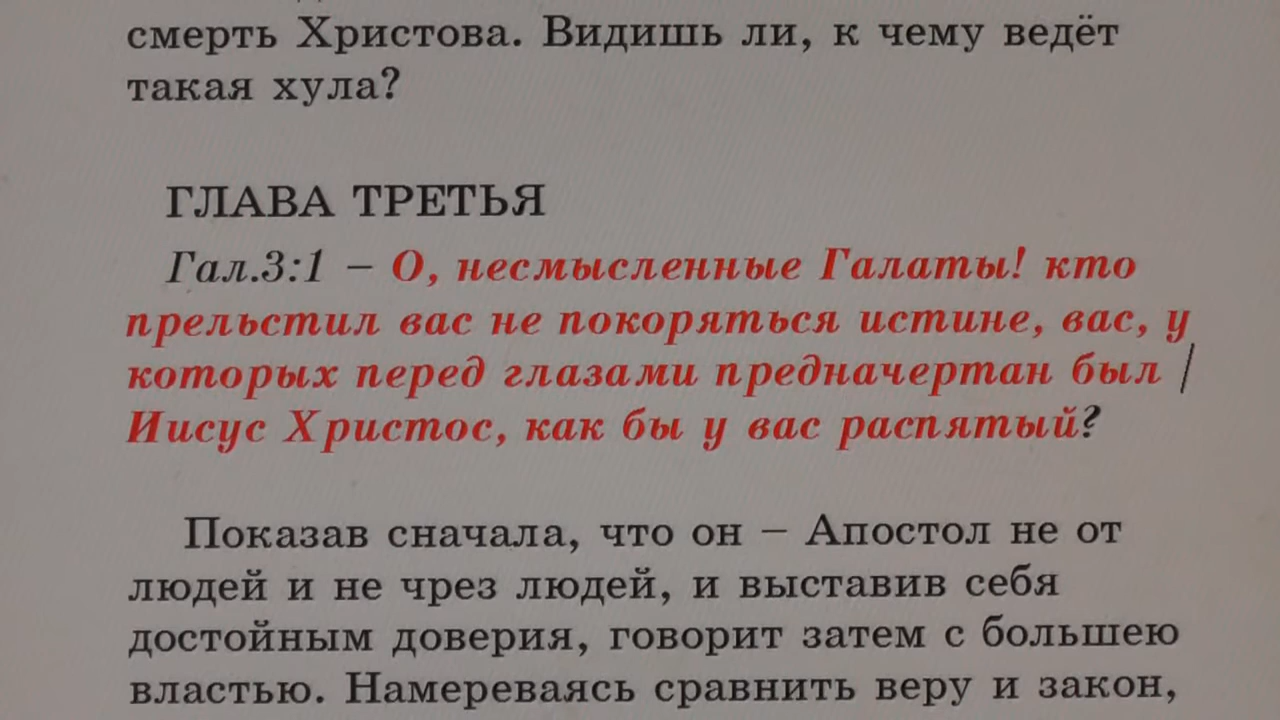 смерть Христова. Видишь ли, к чему ведёт
такая хула?
ГЛАВА ТРЕТЬЯ
Гал.3:1 – О, несмысленные Галаты! кто
прельстил вас не покоряться истине, вас, у
которых перед глазами предначертан был
Иисус Христос, как бы у вас распятый?
Показав сначала, что он – Апостол не от
людей и не чрез людей, и выставив себя
достойным доверия, говорит затем с большею
властью. Намереваясь сравнить веру и закон,